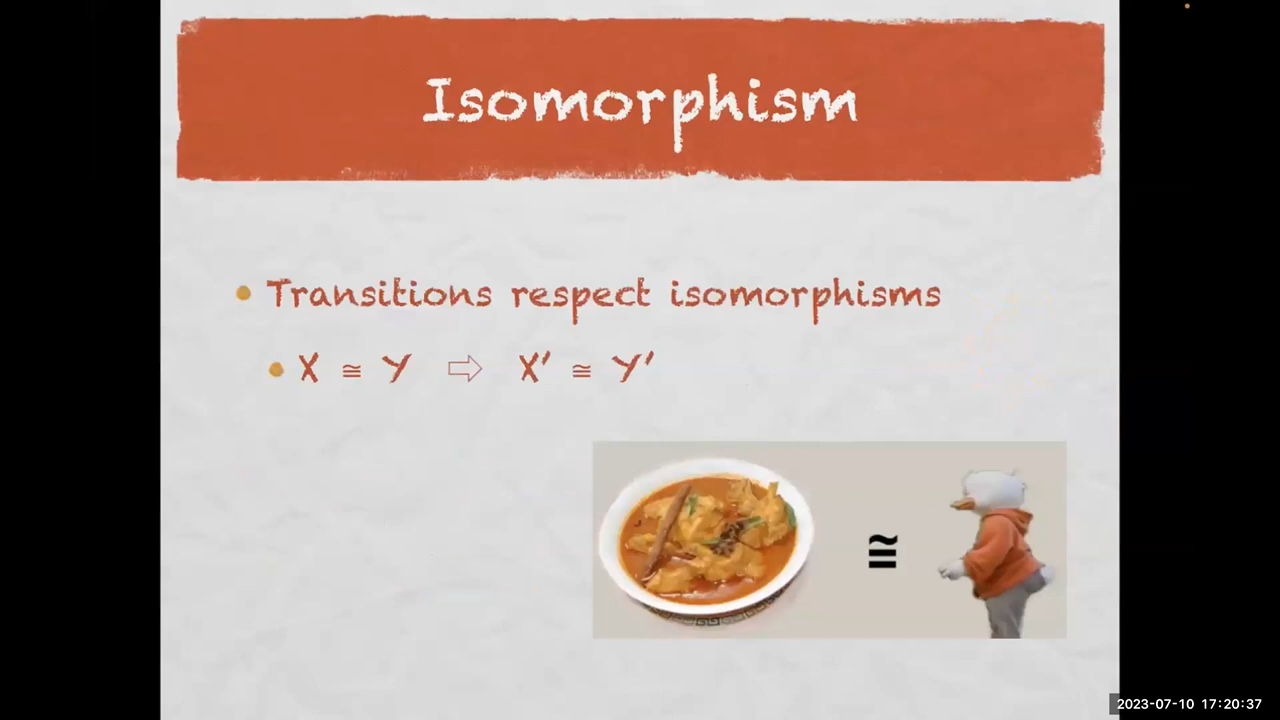 Isomorphism
• Transitions respect isomorphisms
• X ≅ Y ⇨ X' ≅ Y'
≅
2023-07-10 17:20:37